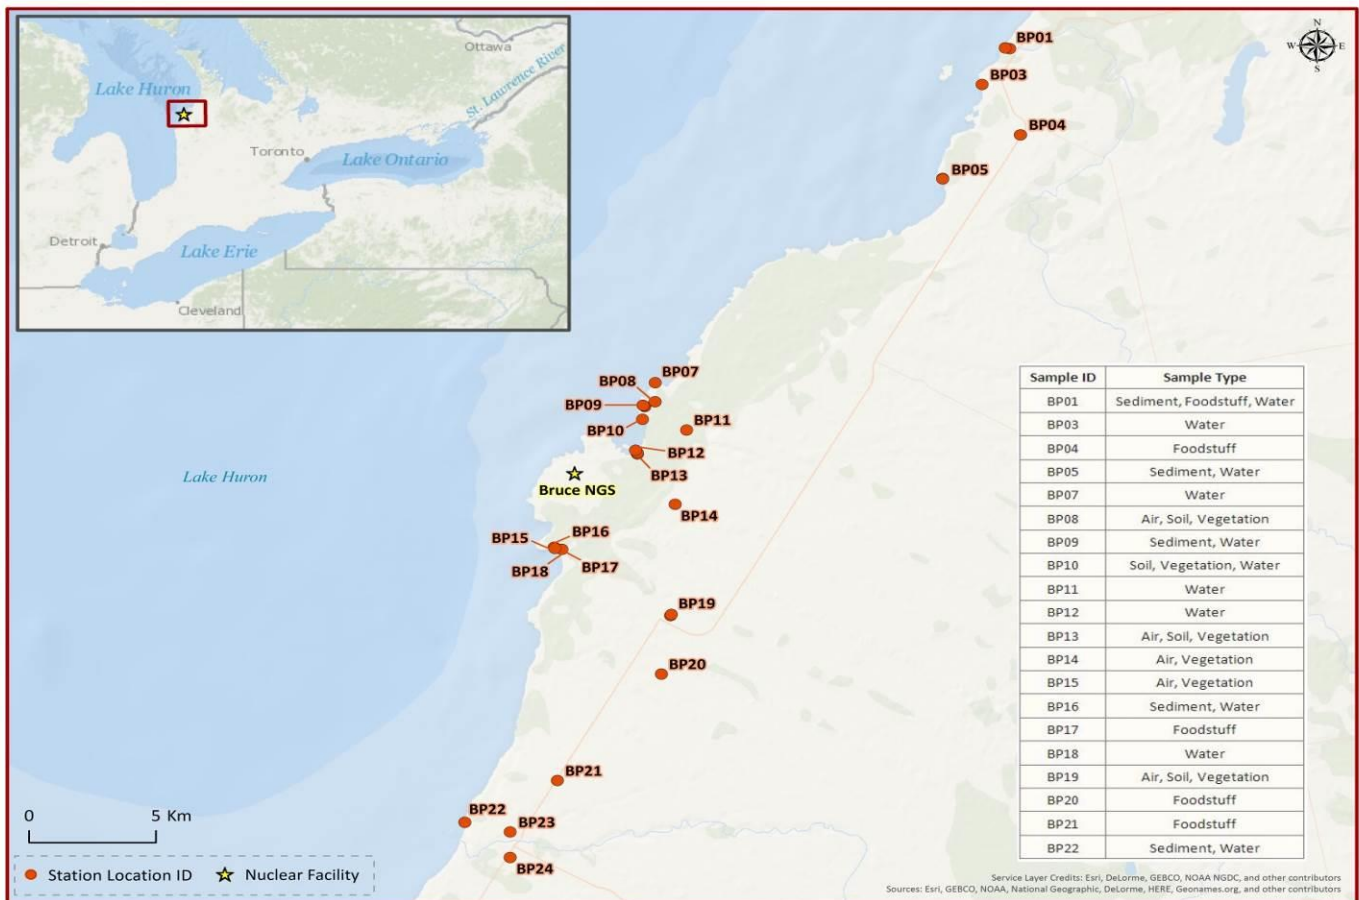 Ottawa
Lake Huron
St. Lawrence River
Toronto
Lake Ontario
Detroit
Lake Erie
Cleveland
N
W E
S
BP01
BP03
BP04
BP05
BP07
BP08
BP09
BP10
BP11
BP12
BP13
Bruce NGS
BP14
Lake Huron
BP15
BP16
BP17
BP18
BP19
BP20
BP21
BP22
BP23
BP24
Sample ID Sample Type
BP01 Sediment, Foodstuff, Water
BP03 Water
BP04 Foodstuff
BP05 Sediment, Water
BP07 Water
BP08 Air, Soil, Vegetation
BP09 Sediment, Water
BP10 Soil, Vegetation, Water
BP11 Water
BP12 Water
BP13 Air, Soil, Vegetation
BP14 Air, Vegetation
BP15 Air, Vegetation
BP16 Sediment, Water
BP17 Foodstuff
BP18 Water
BP19 Air, Soil, Vegetation
BP20 Foodstuff
BP21 Foodstuff
BP22 Sediment, Water
0 5 Km
Station Location ID Nuclear Facility
Service Layer Credits: Esri, DeLorme, GEBCO, NOAA NGDC, and other contributors
Sources: Esri, GEBCO, NOAA, National Geographic, DeLorme, HERE, Geonames.org, and other contributors